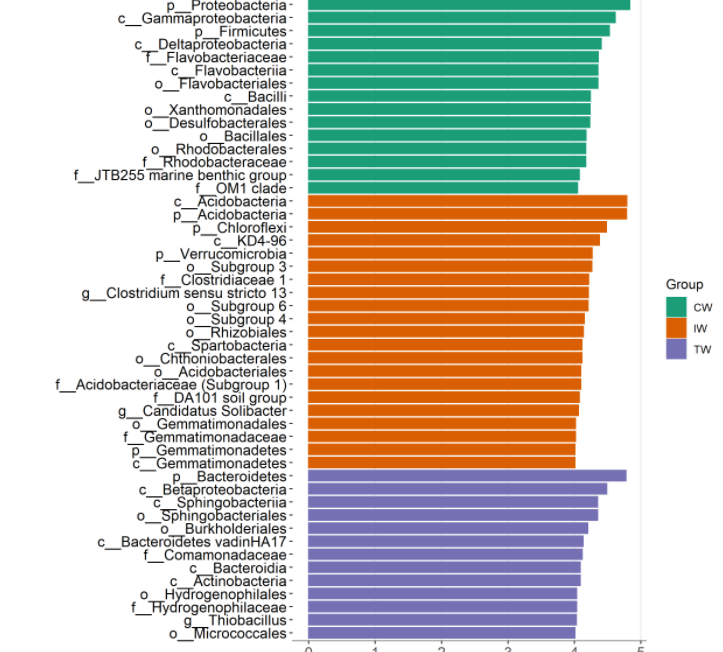 p__Proteobacteria
c__Gammaproteobacteria
p__Firmicutes
c__Deltaproteobacteria
f__Flavobacteriaceae
c__Flavobacteriia
o__Flavobacteriales
c__Bacilli
o__Xanthomonadales
o__Desulfobacterales
o__Bacillales
o__Rhodobacterales
f__Rhodobacteraceae
f__JTB255 marine benthic group
f__OM1 clade
c__Acidobacteria
p__Acidobacteria
p__Chloroflexi
c__KD4-96
p__Verrucomicrobia
o__Subgroup 3
f__Clostridiaceae 1
g__Clostridium sensu stricto 13
o__Subgroup 6
o__Subgroup 4
o__Rhizobiales
c__Spartobacteria
o__Chthoniobacterales
o__Acidobacteriales
f__Acidobacteriaceae (Subgroup 1)
f__DA101 soil group
g__Candidatus Solibacter
o__Gemmatimonadales
f__Gemmatimonadaceae
p__Gemmatimonadetes
c__Gemmatimonadetes
p__Bacteroidetes
c__Betaproteobacteria
c__Sphingobacteriia
o__Sphingobacteriales
o__Burkholderiales
c__Bacteroidetes vadinHA17
f__Comamonadaceae
c__Bacteroidia
c__Actinobacteria
o__Hydrogenophilales
f__Hydrogenophilaceae
g__Thiobacillus
o__Micrococcales
0 1 2 3 4 5
Group
CW
IW
TW